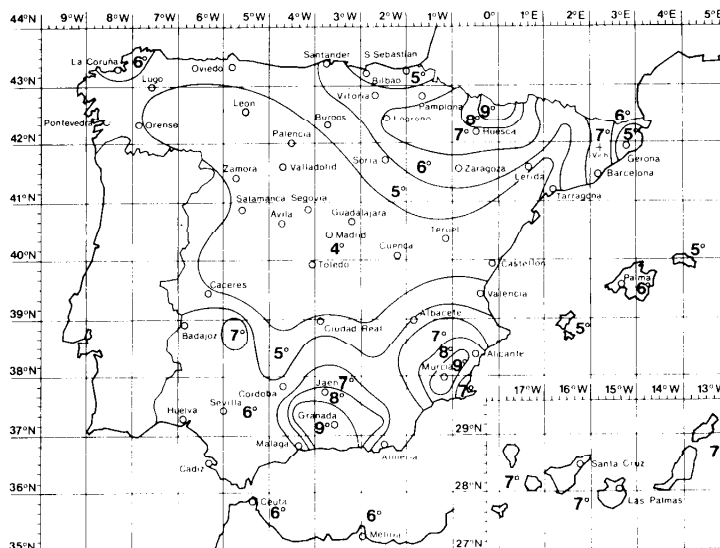 44°N 9°W 8°W 7°W 6°W 5°W 4°W 3°W 2°W 1°W 0° 1°E 2°E 3°E 4°E 5°E
La Coruña 6° Oviedo Santander S Sebastian
43°N Lugo Bilbao 5°
Leon Vitoria Pamplona 8° 9° 6°
Pontevedra Orense Burgos Logrono 7° Huesca 7° 5°
42°N Palencia Vich Gerona
Zamora Valladolid Soria 6° Zaragoza Lerida Barcelona
41°N Salamanca Segovia 5° Tarragona
Avila Guadalajara
Madrid Teruel
40°N 4° Cuenca 5°
Toledo Castellon Palma
Caceres Valencia 6°
39°N Albacete
Badajoz 7° Ciudad Real 7° 5°
5° 8° Alicante
38°N Murcia 9°
Cordoba Jaen 7° 7° 17°W 16°W 15°W 14°W 13°W
Huelva Sevilla 6° 8°
Granada
37°N 9° 29°N
Malaga Almeria 7°
Cadiz Santa Cruz
36°N 28°N 7° 7° Las Palmas
Ceuta 6° 6°
35°N Melilla 27°N